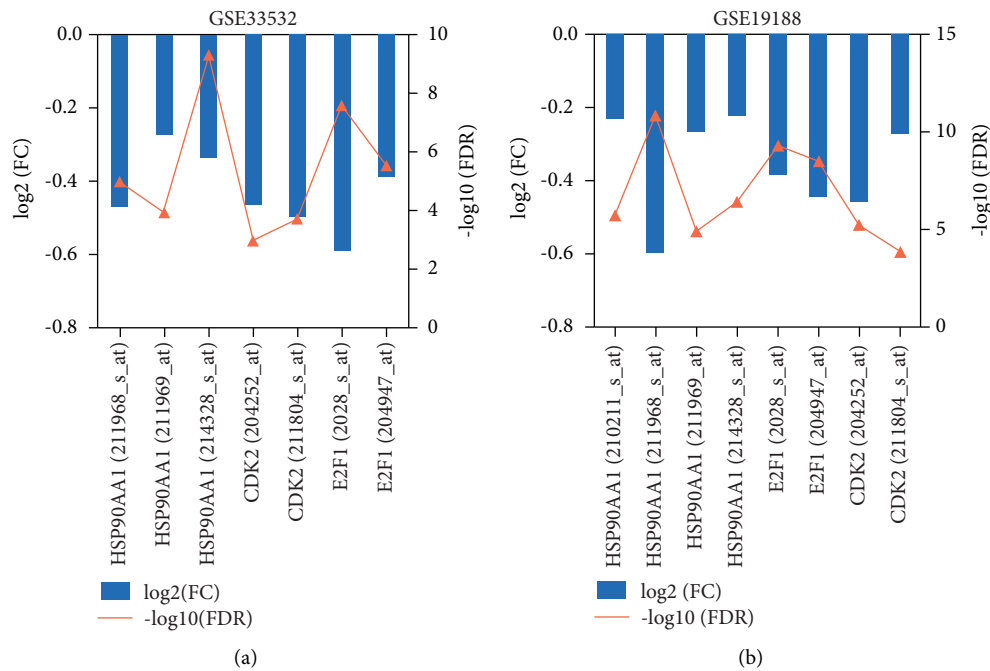 GSE33532
0.0
-0.2
-0.4
-0.6
-0.8
log2 (FC)
10
8
6
4
2
0
-log10 (FDR)
HSP90AA1 (211968_s_at)
HSP90AA1 (211969_at)
HSP90AA1 (214328_s_at)
CDK2 (204252_at)
CDK2 (211804_s_at)
E2F1 (2028_s_at)
E2F1 (204947_at)
log2(FC)
-log10(FDR)
(a)
GSE19188
0.0
-0.2
-0.4
-0.6
-0.8
log2 (FC)
15
10
5
0
-log10 (FDR)
HSP90AA1 (210211_s_at)
HSP90AA1 (211968_s_at)
HSP90AA1 (211969_at)
HSP90AA1 (214328_s_at)
E2F1 (2028_s_at)
E2F1 (204947_at)
CDK2 (204252_at)
CDK2 (211804_s_at)
log2 (FC)
-log10 (FDR)
(b)